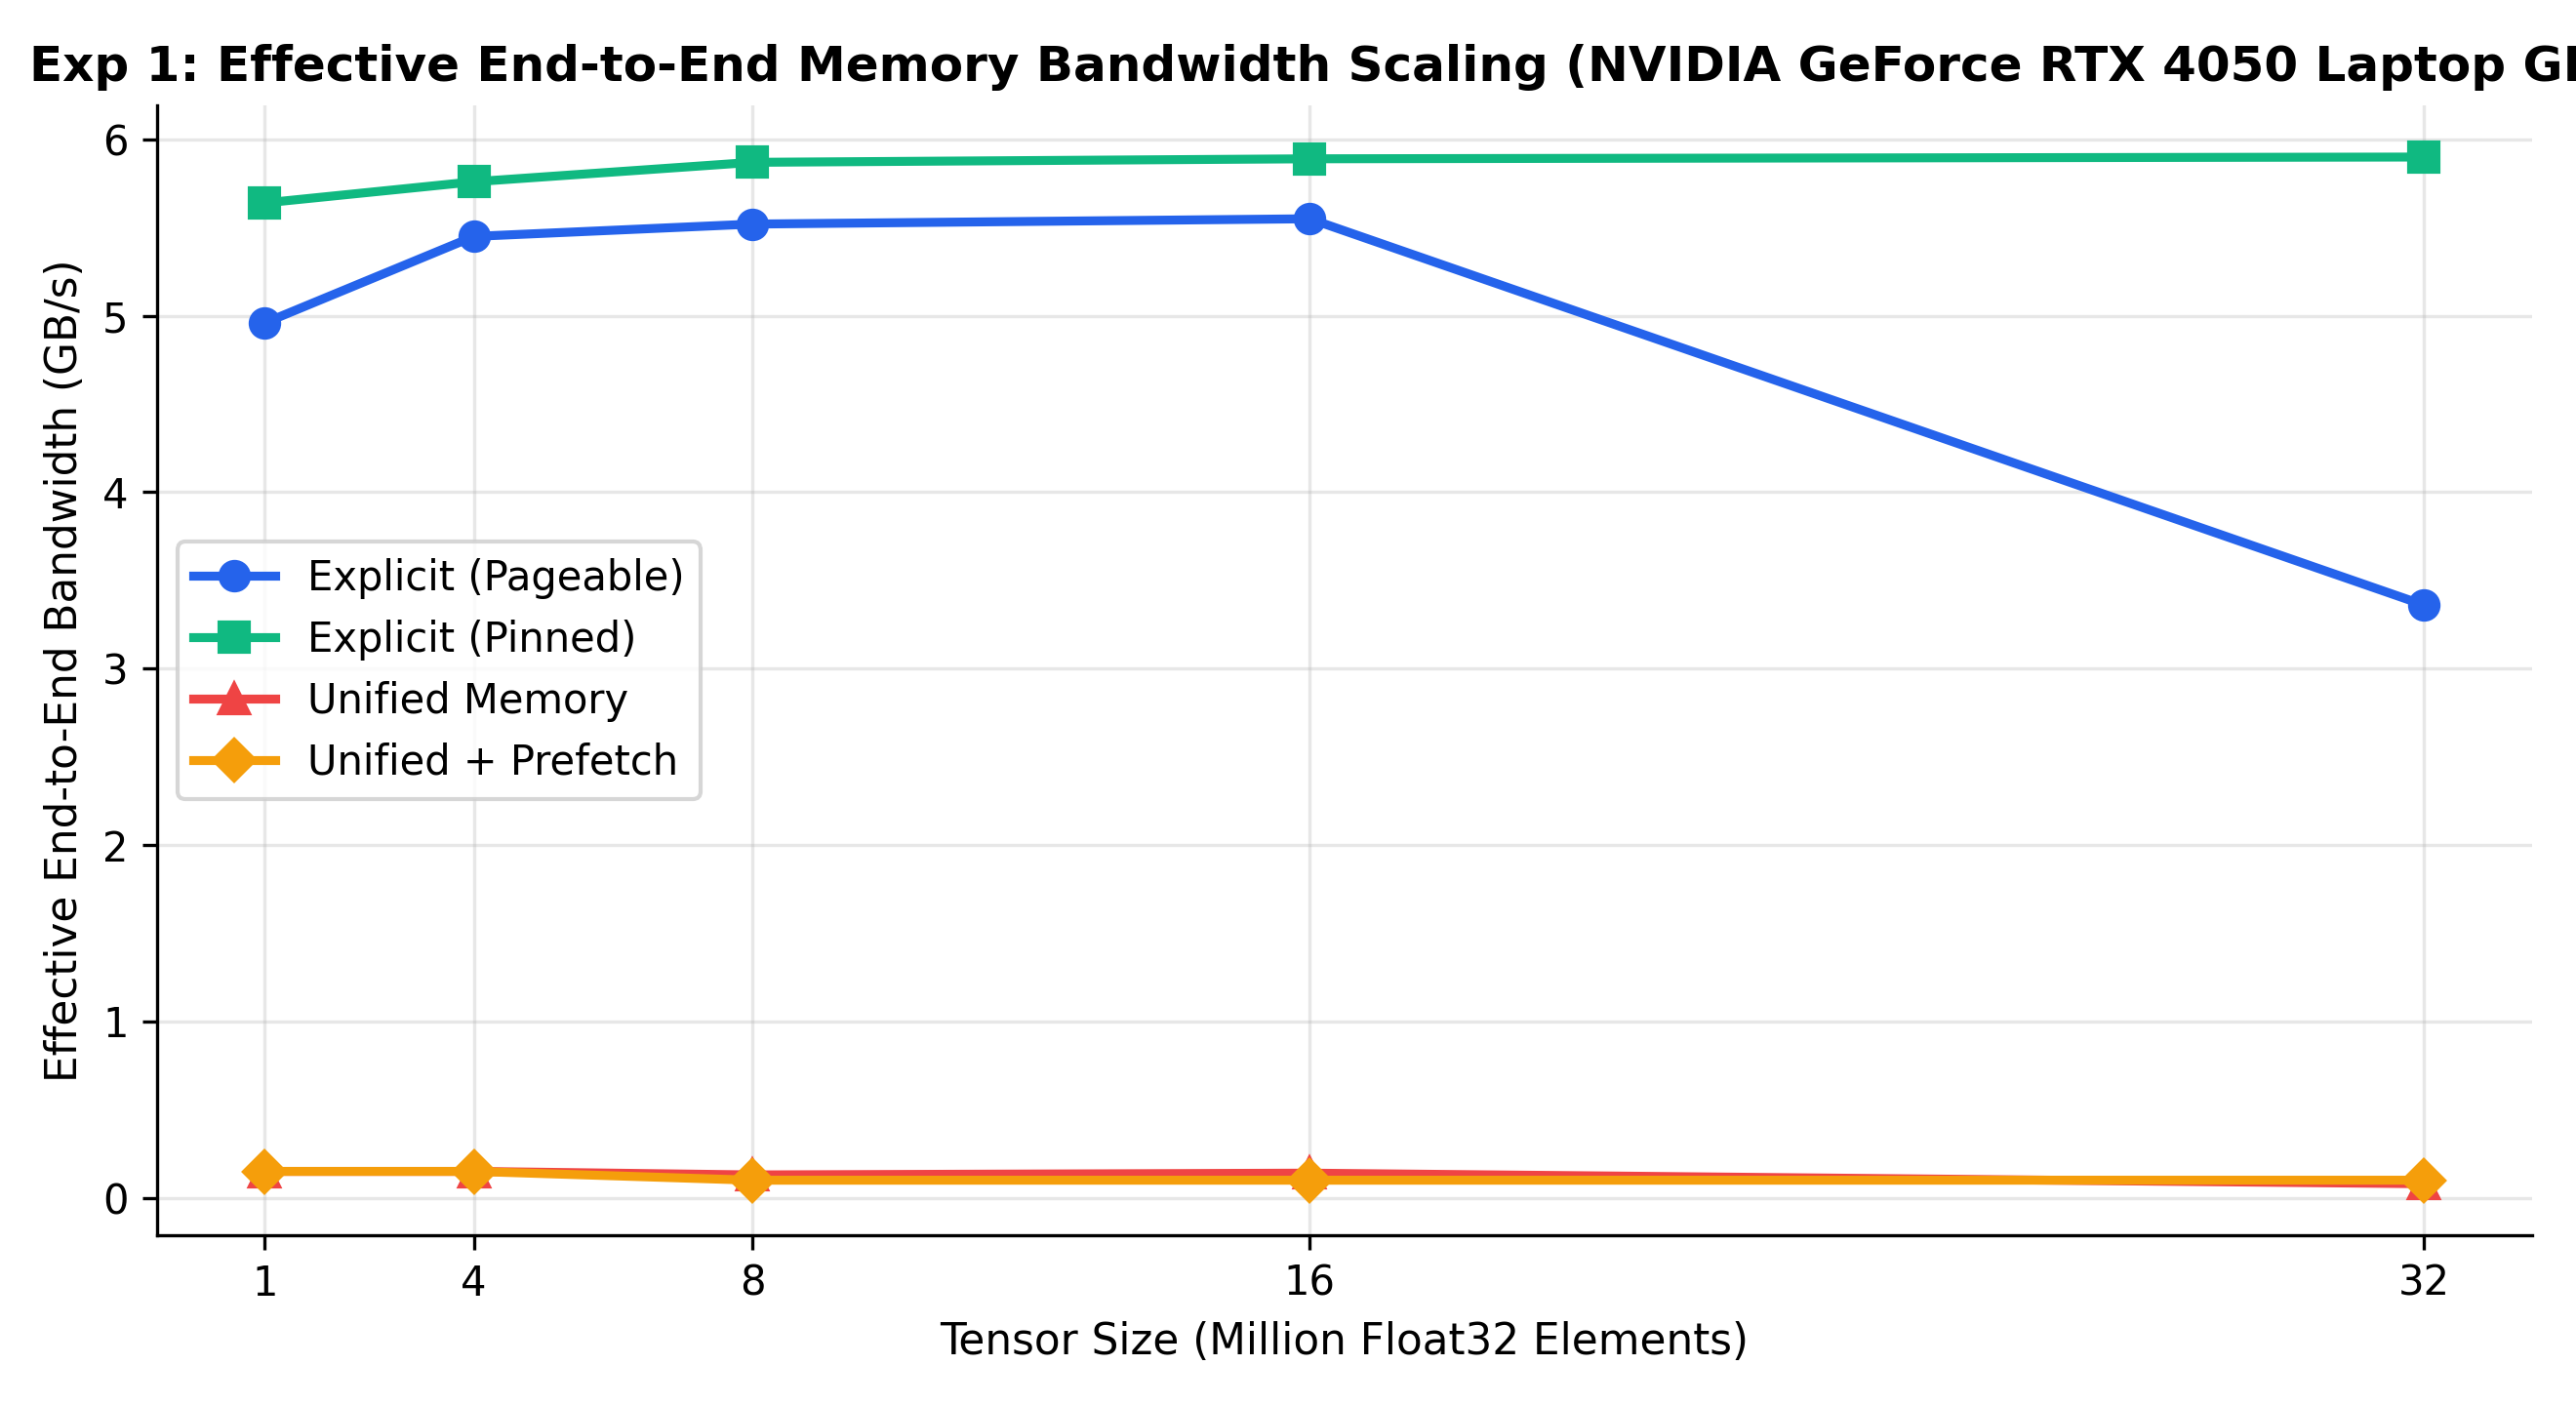 Exp 1: Effective End-to-End Memory Bandwidth Scaling (NVIDIA GeForce RTX 4050 Laptop
Effective End-to-End Bandwidth (GB/s)
6
5
4
3
2
1
0
Explicit (Pageable)
Explicit (Pinned)
Unified Memory
Unified + Prefetch
1 4 8 16 32
Tensor Size (Million Float32 Elements)